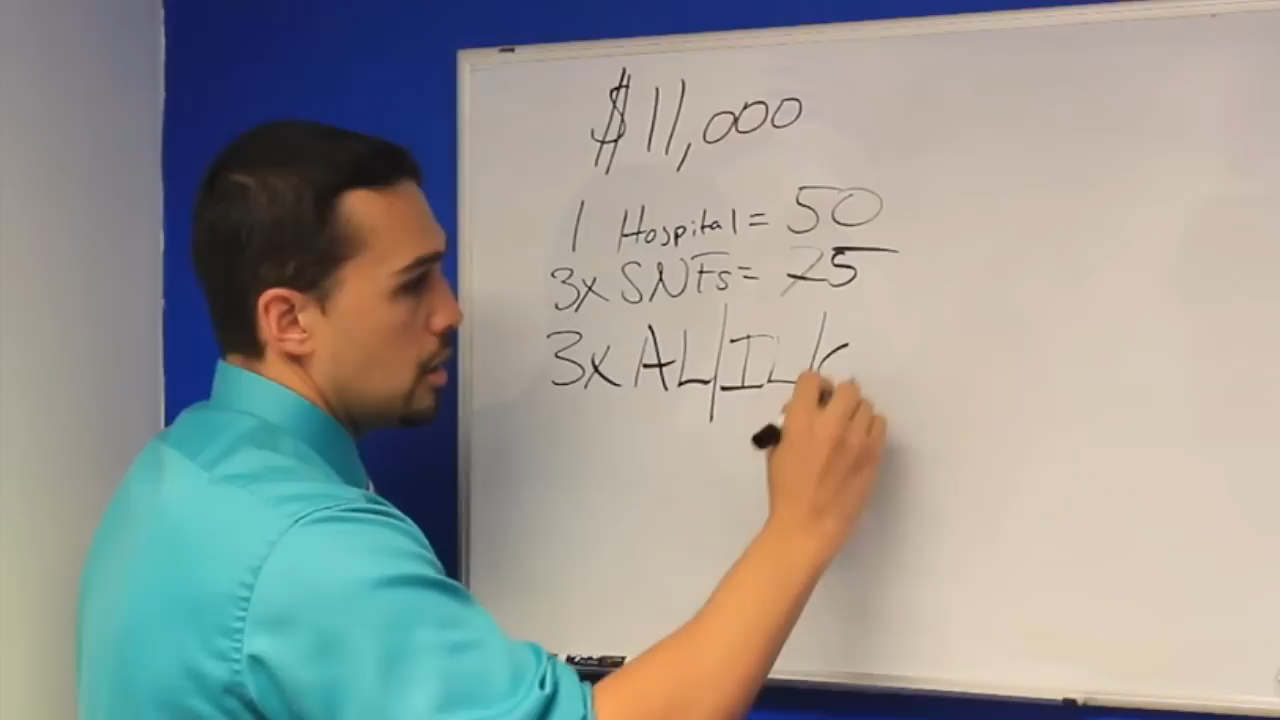 $11,000
1 Hospital = 50
3x SNFs = 25
3x AL/IL/